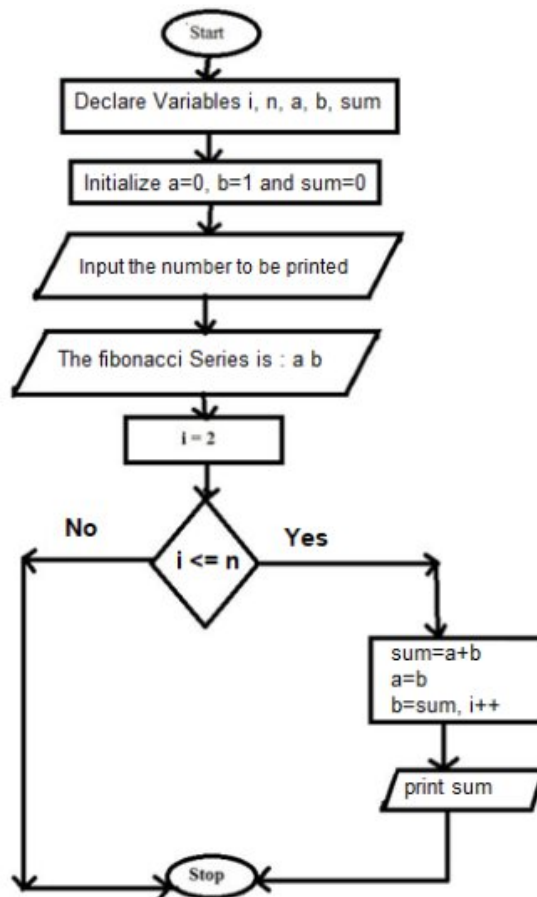 Start
Declare Variables i, n, a, b, sum
Initialize a=0, b=1 and sum=0
Input the number to be printed
The fibonacci Series is : a b
i = 2
i <= n
No
Yes
sum=a+b
a=b
b=sum, i++
print sum
Stop